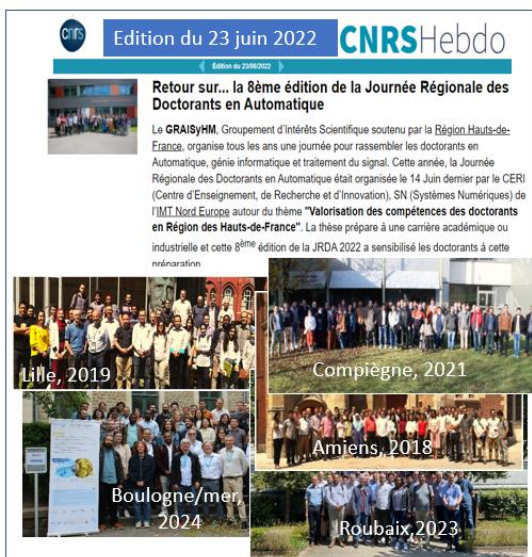 cnrs
Edition du 23 juin 2022
CNRSHebdo
Édition du 23/06/2022
Retour sur... la 8ème édition de la Journée Régionale des
Doctorants en Automatique
Le GRAISyHM, Groupement d'Intérêts Scientifique soutenu par la Région Hauts-de-
France, organise tous les ans une journée pour rassembler les doctorants en
Automatique, génie informatique et traitement du signal. Cette année, la Journée
Régionale des Doctorants en Automatique était organisée le 14 Juin dernier par le CERI
(Centre d'Enseignement, de Recherche et d'Innovation), SN (Systèmes Numériques) de
l'IMT Nord Europe autour du thème "Valorisation des compétences des doctorants
en Région des Hauts-de-France". La thèse prépare à une carrière académique ou
industrielle et cette 8ème édition de la JRDA 2022 a sensibilisé les doctorants à cette
préparation
Lille, 2019
Compiègne, 2021
Amiens, 2018
Boulogne/mer,
2024
Roubaix,2023